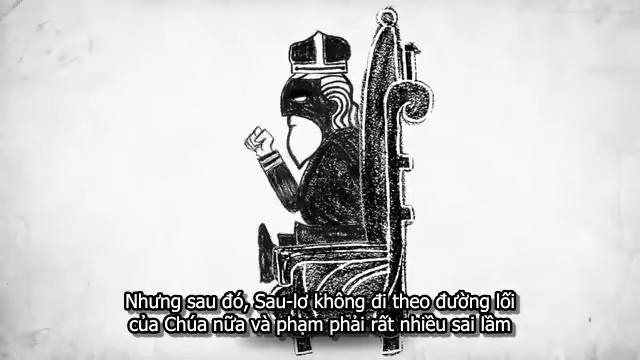 Nhưng sau đó, Sau-lơ không đi theo đường lối
của Chúa nữa và phạm phải rất nhiều sai lầm